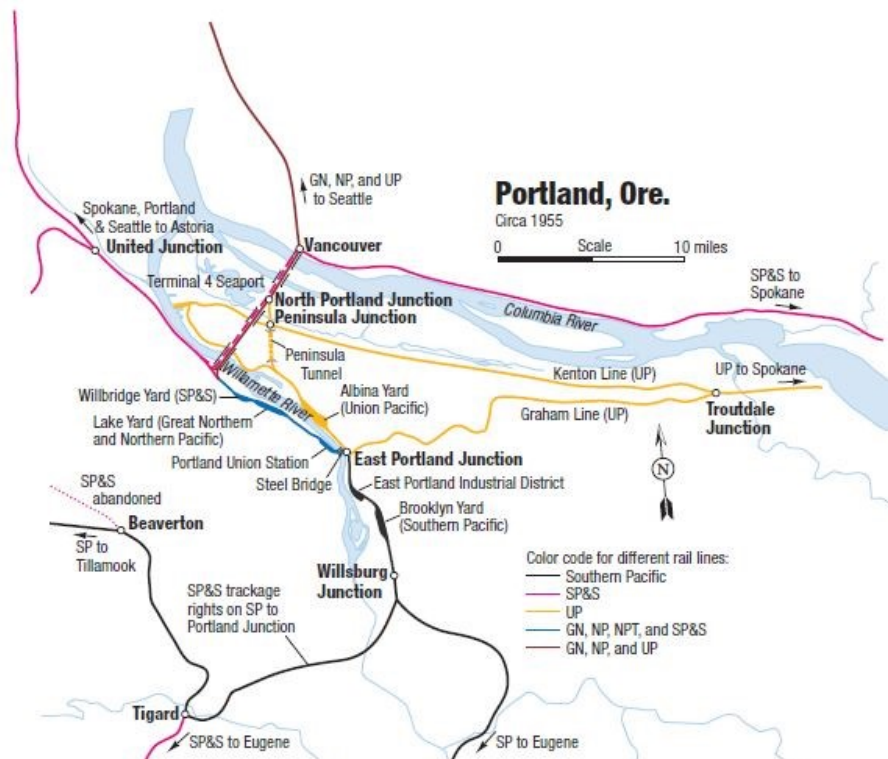 Portland, Ore.
Circa 1955
0 Scale 10 miles
GN, NP, and UP
to Seattle
Spokane, Portland
& Seattle to Astoria
United Junction
Vancouver
Terminal 4 Seaport
North Portland Junction
Peninsula Junction
SP&S to
Spokane
Columbia River
Peninsula
Tunnel
Kenton Line (UP)
UP to Spokane
Willbridge Yard (SP&S)
Willamette River
Albina Yard
(Union Pacific)
Graham Line (UP)
Troutdale
Junction
Lake Yard (Great Northern
and Northern Pacific)
Portland Union Station
Steel Bridge
East Portland Junction
N
East Portland Industrial District
SP&S
abandoned
Brooklyn Yard
(Southern Pacific)
Beaverton
SP to
Tillamook
Willsburg
Junction
SP&S trackage
rights on SP to
Portland Junction
Color code for different rail lines:
Southern Pacific
SP&S
UP
GN, NP, NPT, and SP&S
GN, NP, and UP
Tigard
SP&S to Eugene
SP to Eugene